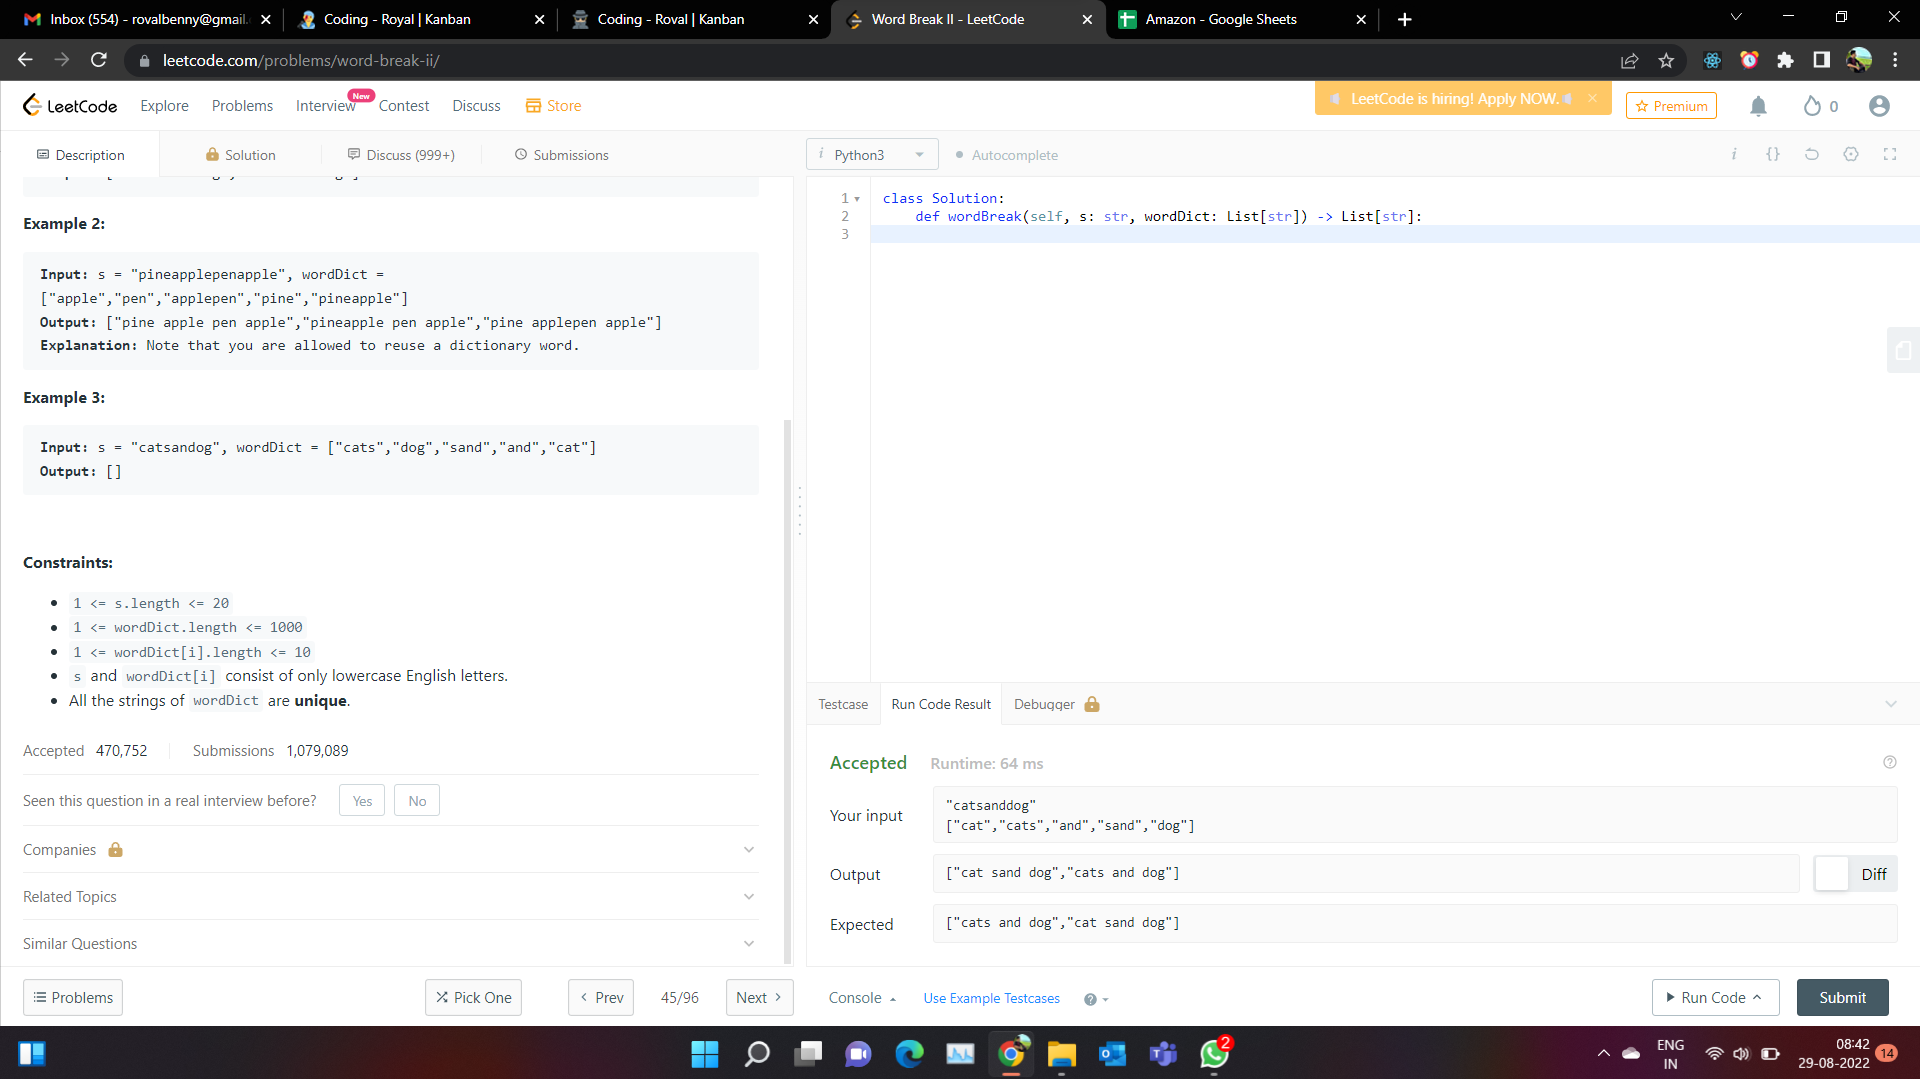 Inbox (554) - rovalbenny@gmail.
Coding - Royal | Kanban
Coding - Roval | Kanban
Word Break II - LeetCode
Amazon - Google Sheets
leetcode.com/problems/word-break-ii/
LeetCode
Explore
Problems
Interview
New
Contest
Discuss
Store
LeetCode is hiring! Apply NOW.
Premium
0
Description
Solution
Discuss (999+)
Submissions
Python3
Autocomplete
Example 2:
Input: s = "pineapplepenapple", wordDict =
["apple","pen","applepen","pine","pineapple"]
Output: ["pine apple pen apple","pineapple pen apple","pine applepen apple"]
Explanation: Note that you are allowed to reuse a dictionary word.
Example 3:
Input: s = "catsandog", wordDict = ["cats","dog","sand","and","cat"]
Output: []
Constraints:
1 <= s.length <= 20
1 <= wordDict.length <= 1000
1 <= wordDict[i].length <= 10
s and wordDict[i] consist of only lowercase English letters.
All the strings of wordDict are unique.
Accepted 470,752 Submissions 1,079,089
Seen this question in a real interview before? Yes No
Companies
Related Topics
Similar Questions
Problems
Pick One
Prev
45/96
Next
1 class Solution:
2 def wordBreak(self, s: str, wordDict: List[str]) -> List[str]:
3
Testcase
Run Code Result
Debugger
Accepted Runtime: 64 ms
Your input
"catsanddog"
["cat","cats","and","sand","dog"]
Output
["cat sand dog","cats and dog"]
Diff
Expected
["cats and dog","cat sand dog"]
Console
Use Example Testcases
Run Code
Submit
2
ENG
IN
08:42
29-08-2022
14